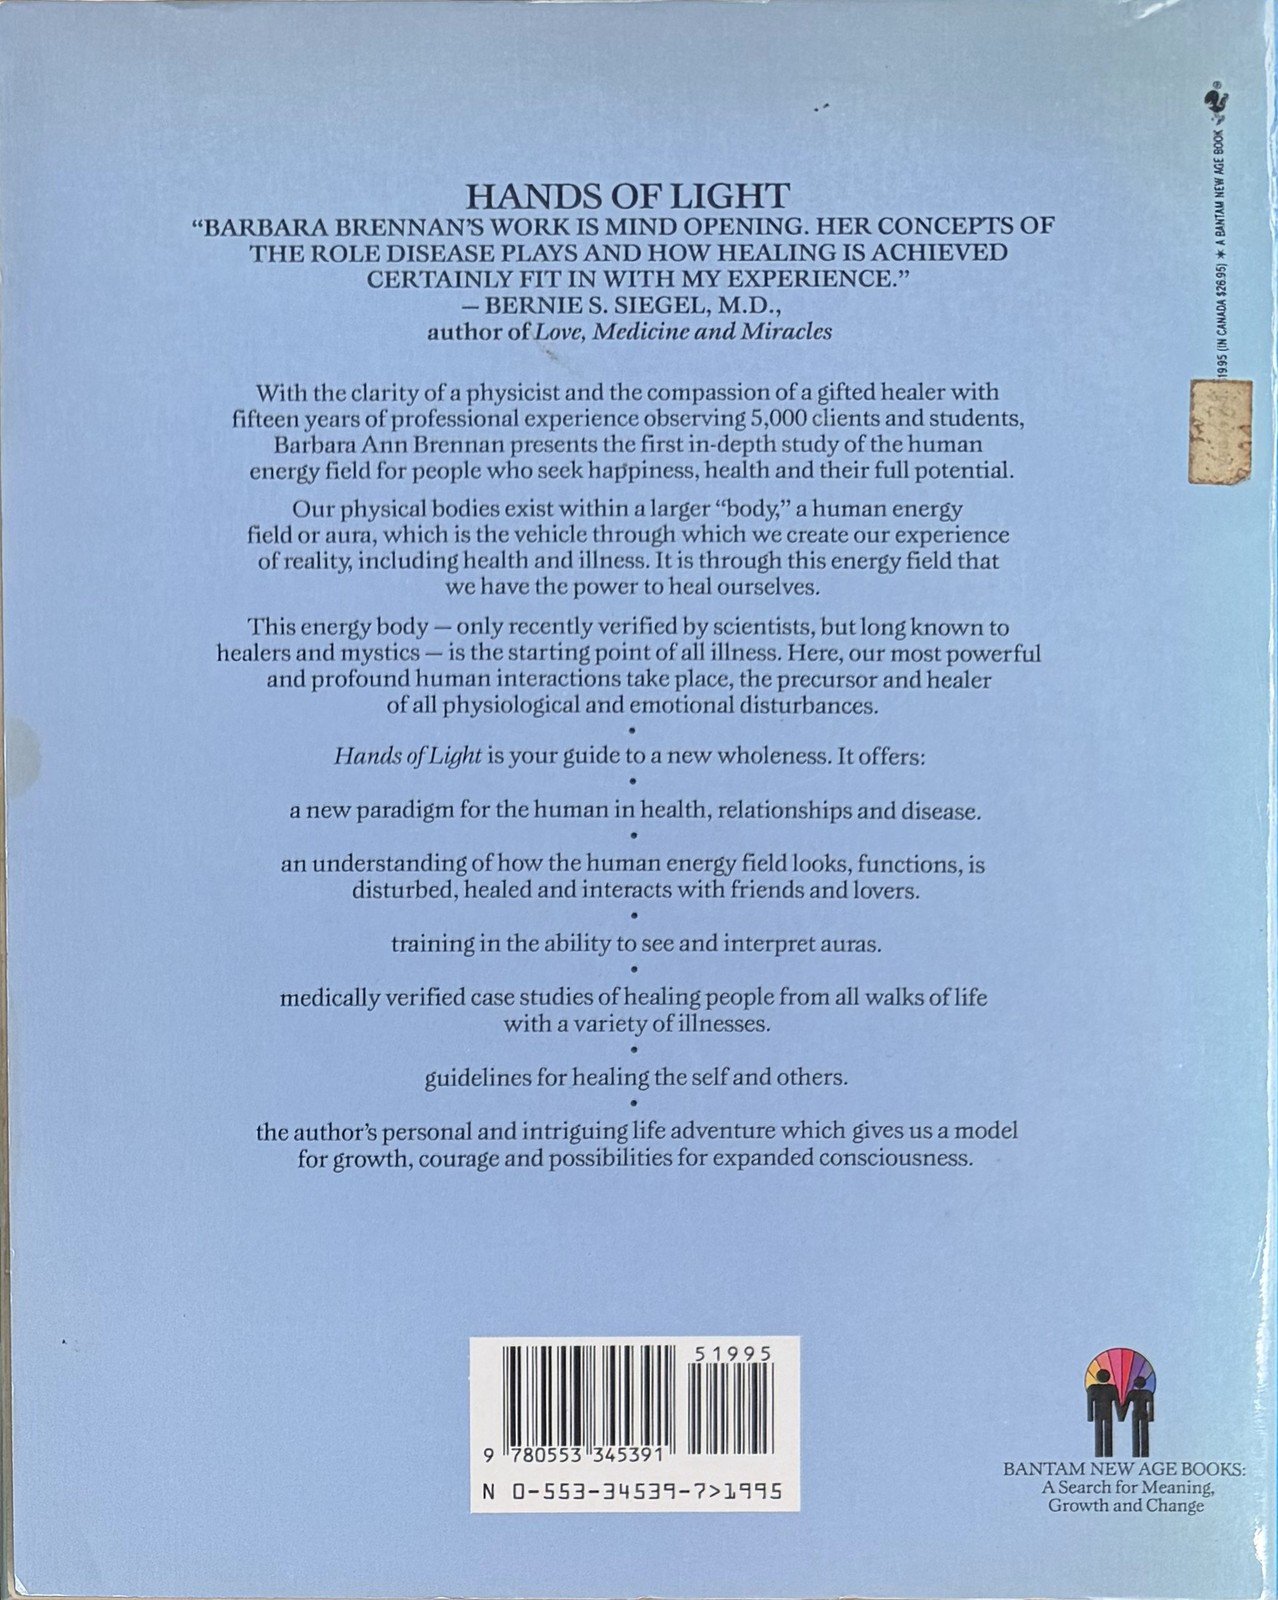 HANDS OF LIGHT
“BARBARA BRENNAN’S WORK IS MIND OPENING. HER CONCEPTS OF
THE ROLE DISEASE PLAYS AND HOW HEALING IS ACHIEVED
CERTAINLY FIT IN WITH MY EXPERIENCE.”
— BERNIE S. SIEGEL, M.D.,
author of Love, Medicine and Miracles
With the clarity of a physicist and the compassion of a gifted healer with
fifteen years of professional experience observing 5,000 clients and students,
Barbara Ann Brennan presents the first in-depth study of the human
energy field for people who seek happiness, health and their full potential.
Our physical bodies exist within a larger “body,” a human energy
field or aura, which is the vehicle through which we create our experience
of reality, including health and illness. It is through this energy field that
we have the power to heal ourselves.
This energy body — only recently verified by scientists, but long known to
healers and mystics — is the starting point of all illness. Here, our most powerful
and profound human interactions take place, the precursor and healer
of all physiological and emotional disturbances.
•
Hands of Light is your guide to a new wholeness. It offers:
•
a new paradigm for the human in health, relationships and disease.
•
an understanding of how the human energy field looks, functions, is
disturbed, healed and interacts with friends and lovers.
•
training in the ability to see and interpret auras.
•
medically verified case studies of healing people from all walks of life
with a variety of illnesses.
•
guidelines for healing the self and others.
•
the author’s personal and intriguing life adventure which gives us a model
for growth, courage and possibilities for expanded consciousness.
51995
9 780553 345391
N 0-553-34539-7>1995
BANTAM NEW AGE BOOKS:
A Search for Meaning,
Growth and Change
19.95 (IN CANADA $26.95) * A BANTAM NEW AGE BOOK